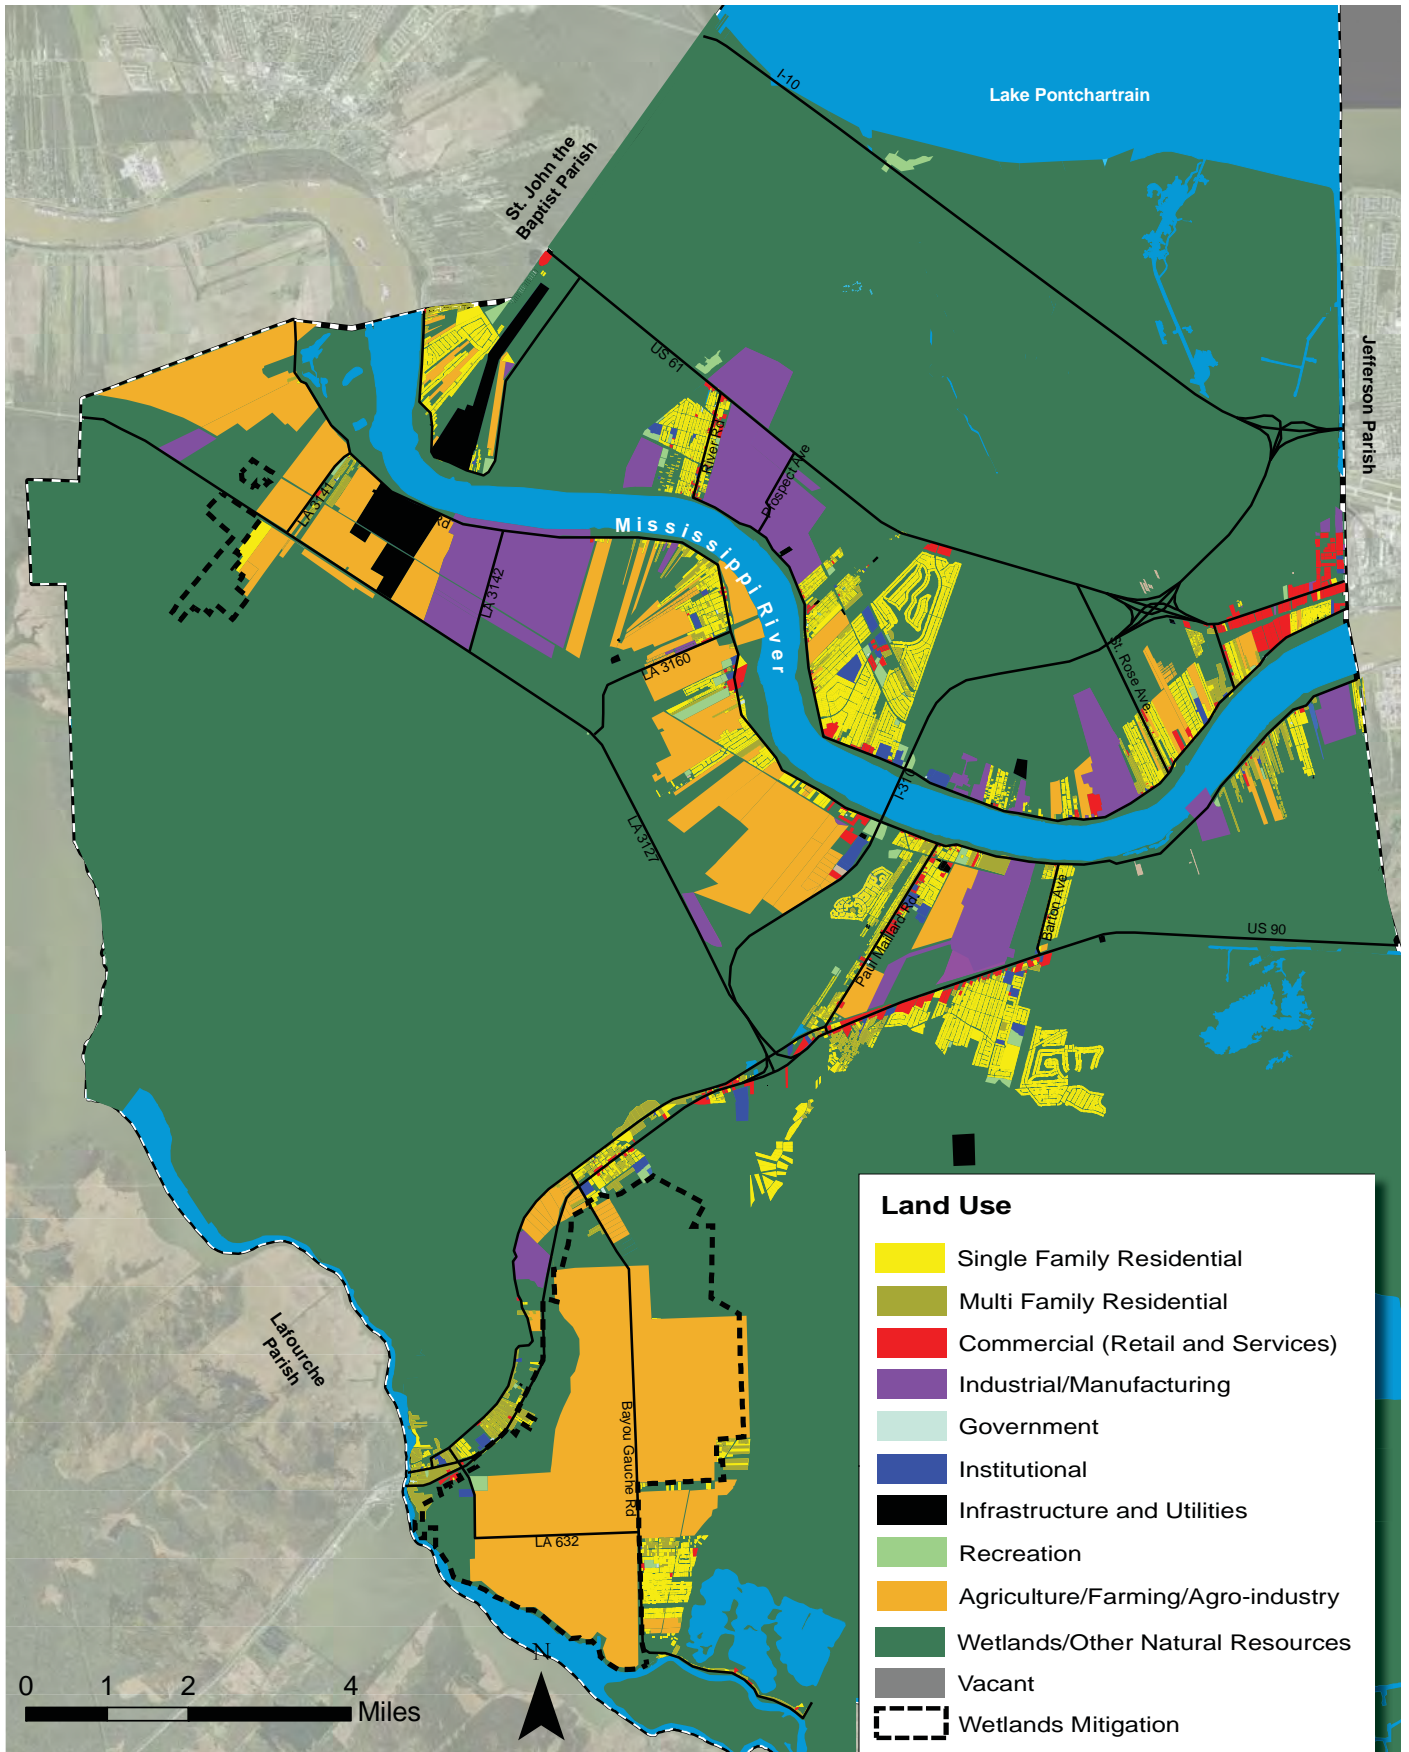 I-10
Lake Pontchartrain
St. John the
Baptist Parish
Jefferson Parish
US 61
River Rd
Prospect Ave
LA 3141
Rd
Mississippi River
LA 3142
LA 3160
St. Rose Ave
I-310
LA 3127
Barton Ave
Paul Maillard Rd
US 90
Lafourche
Parish
Bayou Gauche Rd
LA 632
N
0 1 2 4
Miles
Land Use
Single Family Residential
Multi Family Residential
Commercial (Retail and Services)
Industrial/Manufacturing
Government
Institutional
Infrastructure and Utilities
Recreation
Agriculture/Farming/Agro-industry
Wetlands/Other Natural Resources
Vacant
Wetlands Mitigation